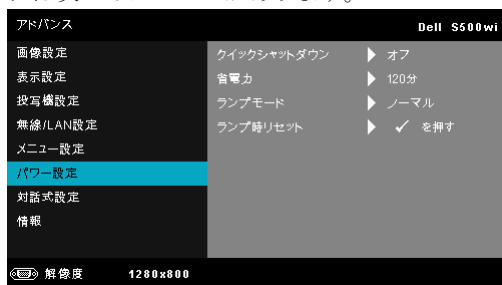 アドバンス Dell S500wi
画像設定 クイックシャットダウン オフ
表示設定 省電力 120分
投写機設定 ランプモード ノーマル
無線/LAN設定 ランプ時リセット ✓ を押す
メニュー設定
パワー設定
対話式設定
情報
解像度 1280x800